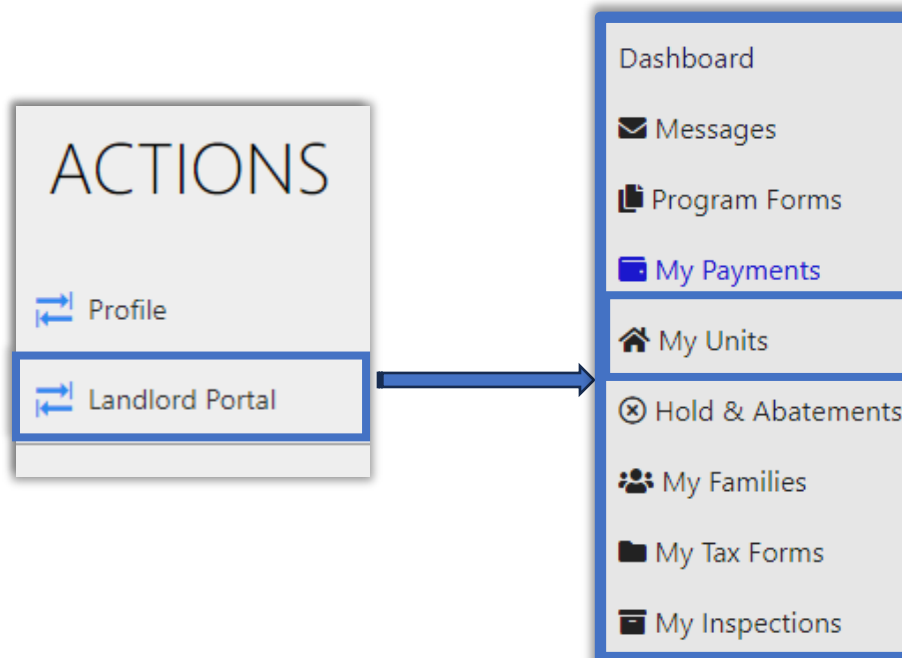 ACTIONS
Profile
Landlord Portal
Dashboard
Messages
Program Forms
My Payments
My Units
Hold & Abatements
My Families
My Tax Forms
My Inspections